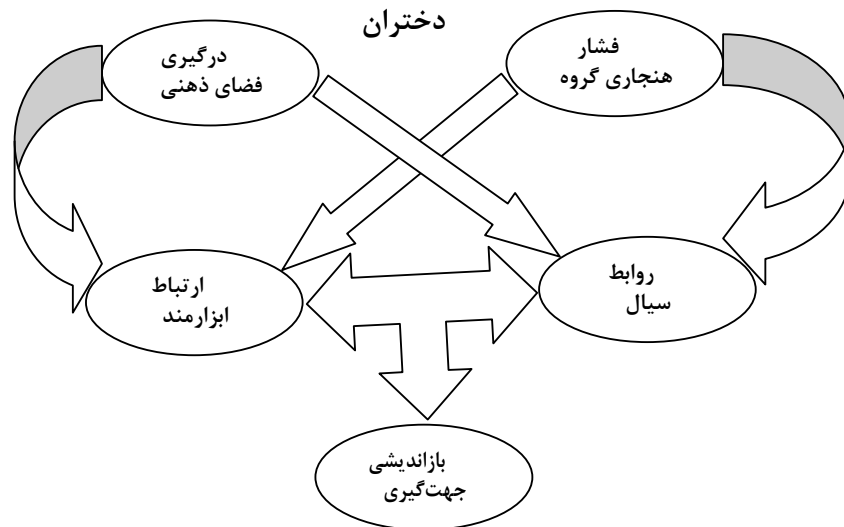 دختران
فشار
هنجاری گروه
درگیری
فضای ذهنی
روابط
سیال
ارتباط
ابزارمند
بازاندیشی
جهت‌گیری